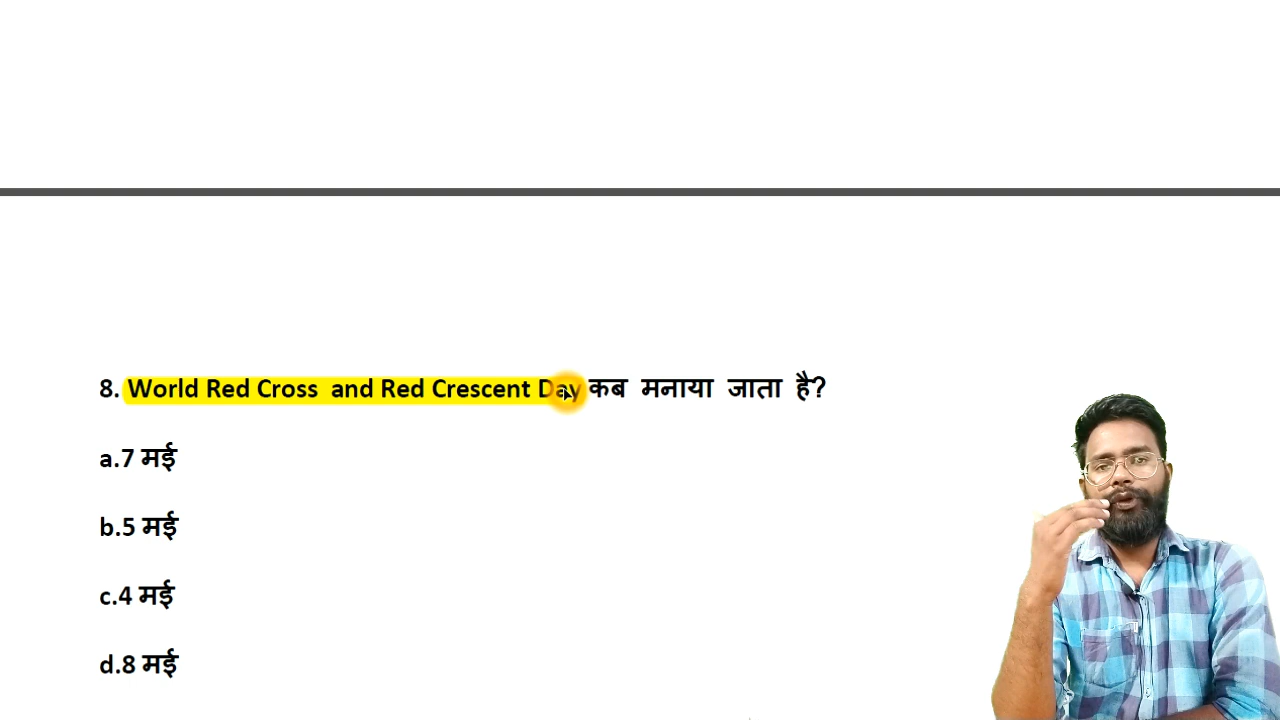 8. World Red Cross and Red Crescent Day कब मनाया जाता है?
a.7 मई
b.5 मई
c.4 मई
d.8 मई